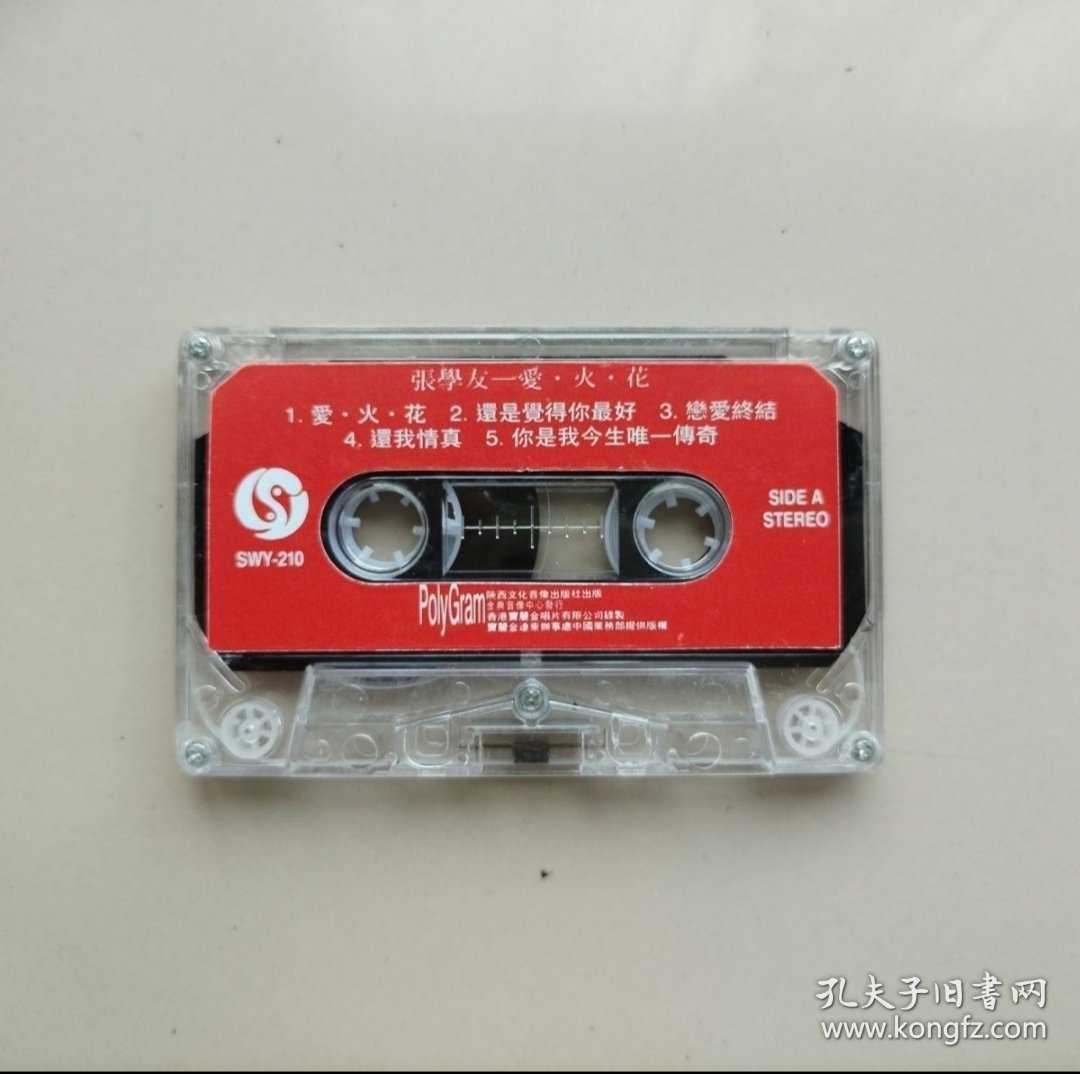 張學友—愛·火·花
1. 愛·火·花 2. 還是覺得你最好 3. 戀愛終結
4. 還我情真 5. 你是我今生唯一傳奇
SWY-210
SIDE A
STEREO
PolyGram
陝西文化音像出版社出版
金典音像中心發行
香港寶麗金唱片有限公司錄製
寶麗金遠東辦事處中國業務部提供版權
孔夫子旧書网
www.kongfz.com